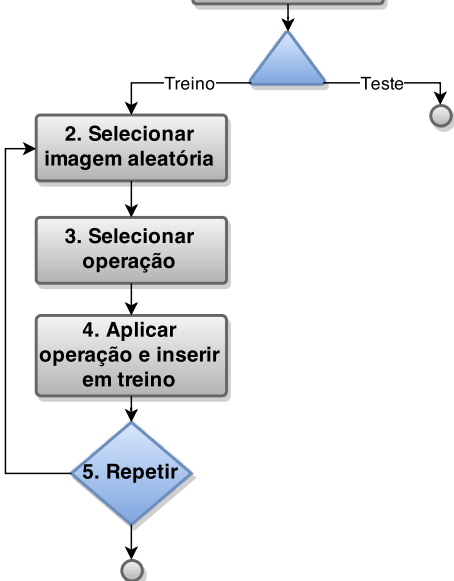 Treino
Teste
2. Selecionar
imagem aleatória
3. Selecionar
operação
4. Aplicar
operação e inserir
em treino
5. Repetir